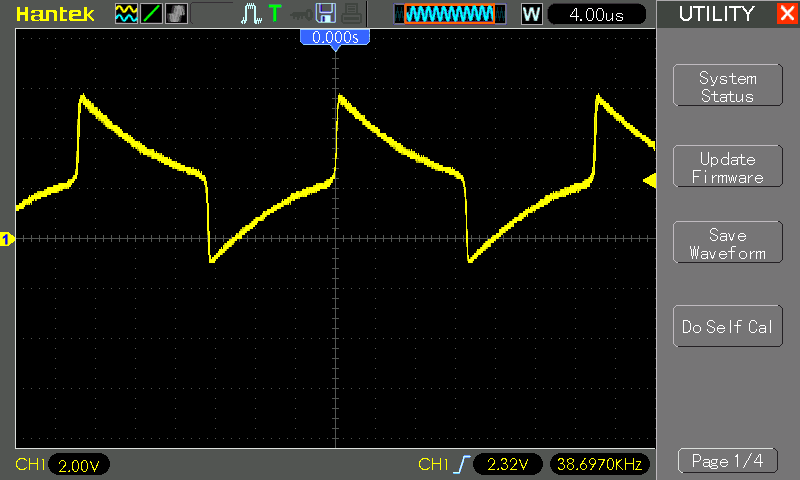 Hantek
T
W
4.00us
UTILITY
0.000s
System
Status
Update
Firmware
Save
Waveform
Do Self Cal
1
CH1 2.00V
CH1 2.32V 38.6970KHz
Page 1/4